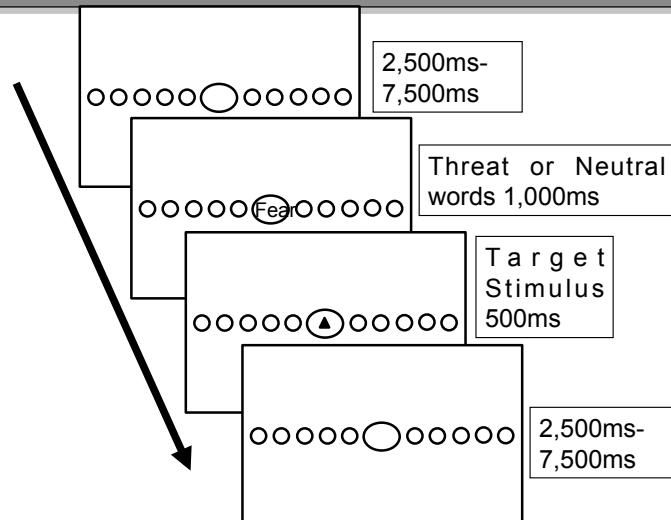 2,500ms-
7,500ms
Threat or Neutral
words 1,000ms
Fear
Target
Stimulus
500ms
2,500ms-
7,500ms